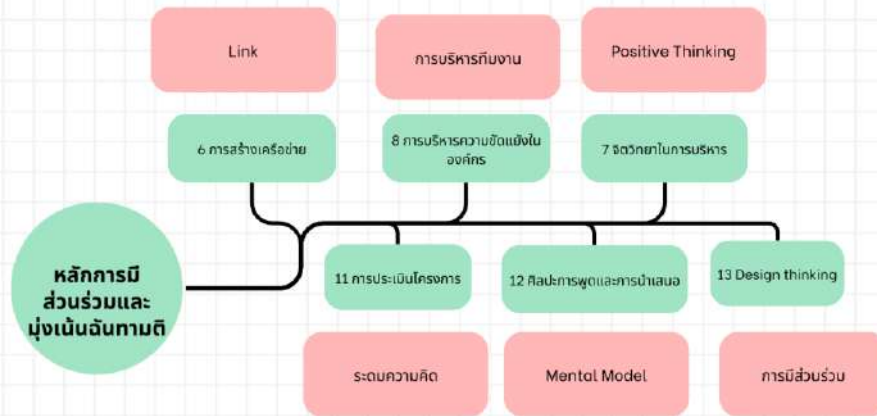 Link
การบริหารทีมงาน
Positive Thinking
6 การสร้างเครือข่าย
8 การบริหารความขัดแย้งใน
องค์กร
7 จิตวิทยาในการบริหาร
หลักการมี
ส่วนร่วมและ
มุ่งเน้นฉันทามติ
11 การประเมินโครงการ
12 ศิลปะการพูดและการนำเสนอ
13 Design thinking
ระดมความคิด
Mental Model
การมีส่วนร่วม